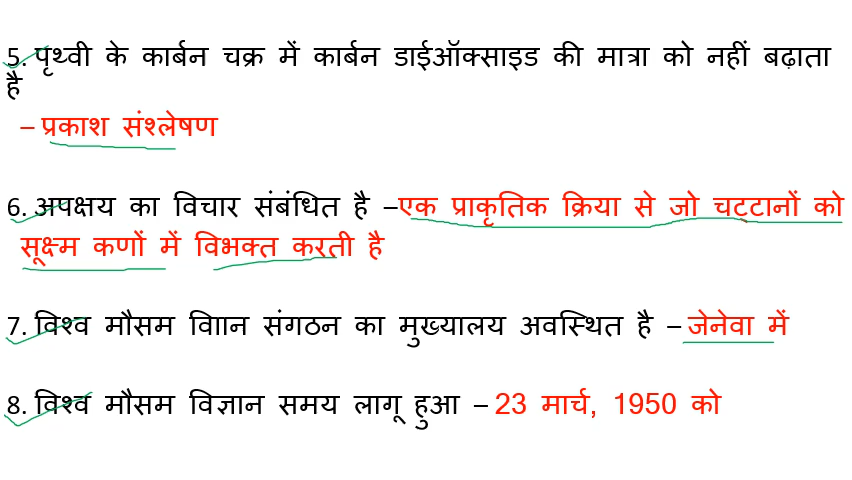 5. पृथ्वी के कार्बन चक्र में कार्बन डाईऑक्साइड की मात्रा को नहीं बढ़ाता
है
– प्रकाश संश्लेषण
6. अपक्षय का विचार संबंधित है –एक प्राकृतिक क्रिया से जो चट्टानों को
सूक्ष्म कणों में विभक्त करती है
7. विश्व मौसम विाान संगठन का मुख्यालय अवस्थित है – जेनेवा में
8. विश्व मौसम विज्ञान समय लागू हुआ – 23 मार्च, 1950 को